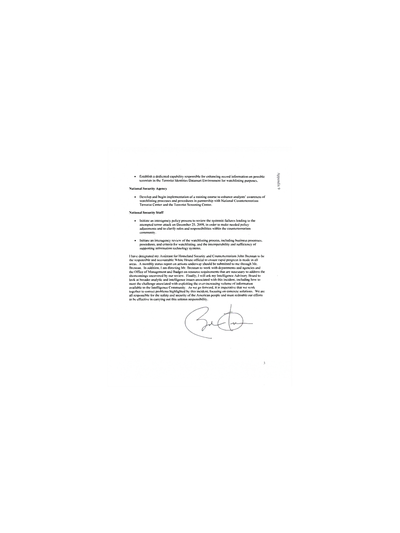 • Establish a dedicated capability responsible for enhancing record information on possible
terrorists in the Terrorist Identities Datamart Environment for watchlisting purposes.
National Security Agency
• Develop and begin implementation of a training course to enhance analysts' awareness of
watchlisting processes and procedures in partnership with National Counterterrorism
Terrorist Center and the Terrorist Screening Center.
National Security Staff
• Initiate an interagency policy process to review the systemic failures leading to the
attempted terror attack on December 25, 2009, in order to make needed policy
adjustments and to clarify roles and responsibilities within the counterterrorism
community.
• Initiate an interagency review of the watchlisting process, including business processes,
procedures, and criteria for watchlisting, and the interoperability and sufficiency of
supporting information technology systems.
I have designated my Assistant for Homeland Security and Counterterrorism John Brennan to be
the responsible and accountable White House official to ensure rapid progress is made in all
areas. A monthly status report on actions underway should be submitted to me through Mr.
Brennan. In addition, I am directing Mr. Brennan to work with departments and agencies and
the Office of Management and Budget on resource requirements that are necessary to address the
shortcomings uncovered by our review. Finally, I will ask my Intelligence Advisory Board to
look at broader analytic and intelligence issues associated with this incident, including how to
meet the challenge associated with exploiting the ever-increasing volume of information
available to the Intelligence Community. As we go forward, it is imperative that we work
together to correct problems highlighted by this incident, focusing on concrete solutions. We are
all responsible for the safety and security of the American people and must redouble our efforts
to be effective in carrying out this solemn responsibility.